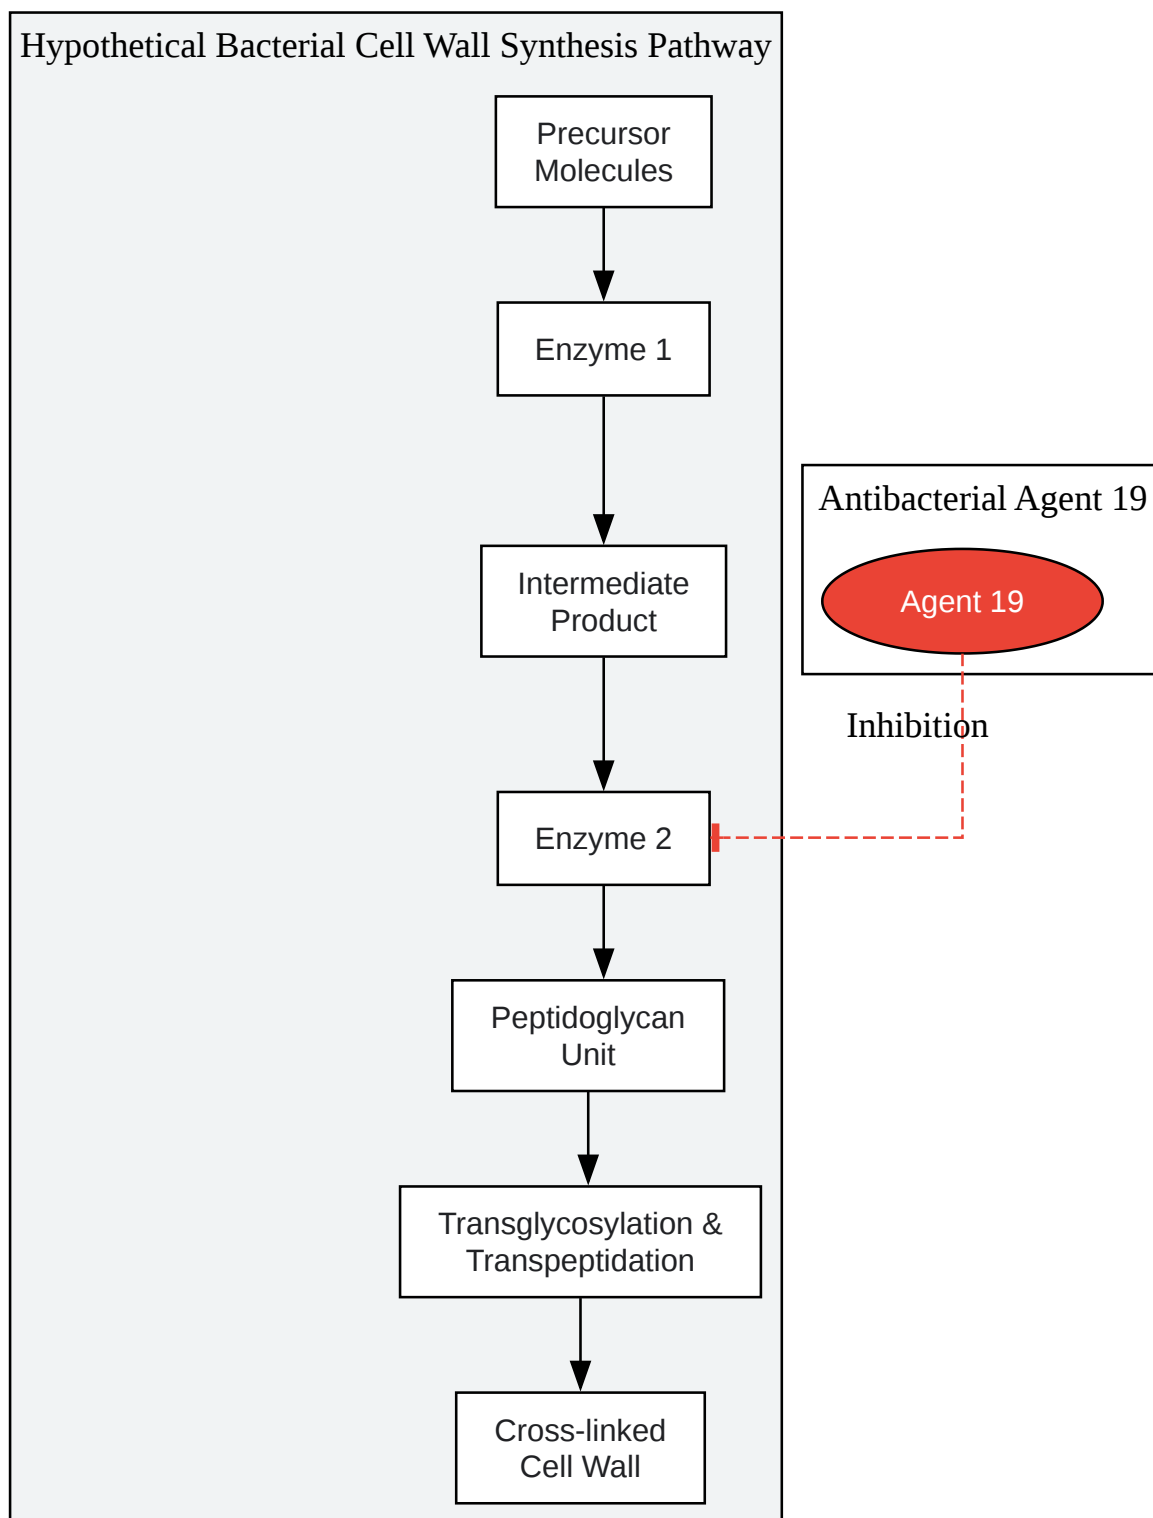 Hypothetical Bacterial Cell Wall Synthesis Pathway
Precursor
Molecules
Enzyme 1
Antibacterial Agent 19
Intermediate
Product
Agent 19
Inhibition
Enzyme 2
Peptidoglycan
Unit
Transglycosylation &
Transpeptidation
Cross-linked
Cell Wall